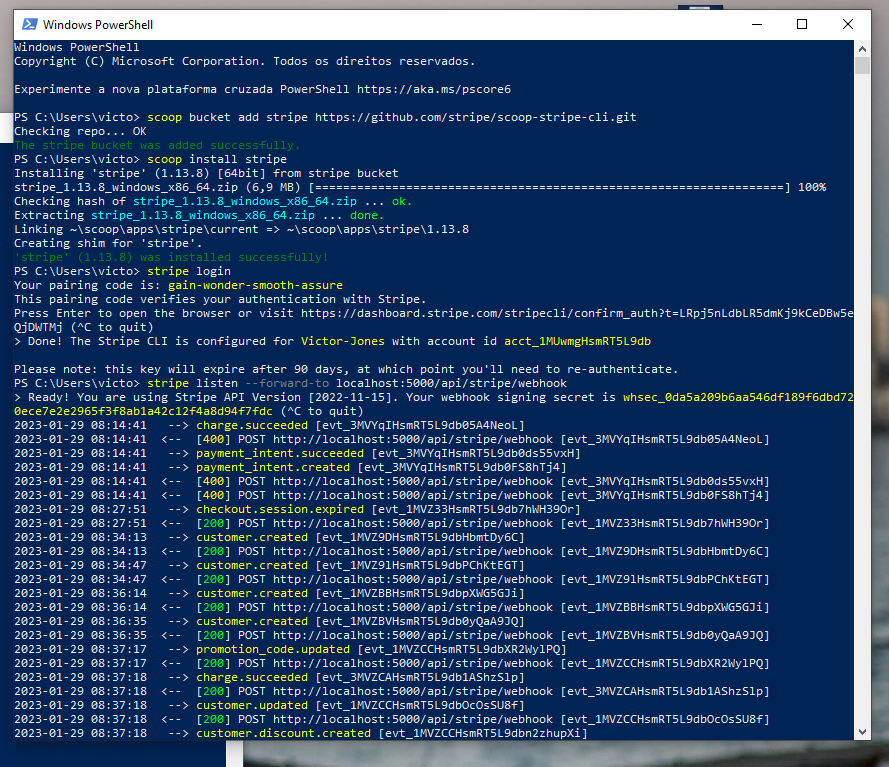 Windows PowerShell
Windows PowerShell
Copyright (C) Microsoft Corporation. Todos os direitos reservados.
Experimente a nova plataforma cruzada PowerShell https://aka.ms/pscore6
PS C:\Users\victo> scoop bucket add stripe https://github.com/stripe/scoop-stripe-cli.git
Checking repo... OK
The stripe bucket was added successfully.
PS C:\Users\victo> scoop install stripe
Installing 'stripe' (1.13.8) [64bit] from stripe bucket
stripe_1.13.8_windows_x86_64.zip (6,9 MB) [===================================================================] 100%
Checking hash of stripe_1.13.8_windows_x86_64.zip ... ok.
Extracting stripe_1.13.8_windows_x86_64.zip ... done.
Linking ~\scoop\apps\stripe\current => ~\scoop\apps\stripe\1.13.8
Creating shim for 'stripe'.
'stripe' (1.13.8) was installed successfully!
PS C:\Users\victo> stripe login
Your pairing code is: gain-wonder-smooth-assure
This pairing code verifies your authentication with Stripe.
Press Enter to open the browser or visit https://dashboard.stripe.com/stripecli/confirm_auth?t=LRpj5nLdbLR5dmKj9kCeDBw5e
QjDWTMj (^C to quit)
> Done! The Stripe CLI is configured for Victor-Jones with account id acct_1MUwmgHsmRT5L9db
Please note: this key will expire after 90 days, at which point you'll need to re-authenticate.
PS C:\Users\victo> stripe listen --forward-to localhost:5000/api/stripe/webhook
> Ready! You are using Stripe API Version [2022-11-15]. Your webhook signing secret is whsec_0da5a209b6aa546df189f6dbd72
0ece7e2e2965f3f8ab1a42c12f4a8d94f7fdc (^C to quit)
2023-01-29 08:14:41   --> charge.succeeded [evt_3MVYqIHsmRT5L9db05A4NeoL]
2023-01-29 08:14:41  <--  [400] POST http://localhost:5000/api/stripe/webhook [evt_3MVYqIHsmRT5L9db05A4NeoL]
2023-01-29 08:14:41   --> payment_intent.succeeded [evt_3MVYqIHsmRT5L9db0ds55vxH]
2023-01-29 08:14:41   --> payment_intent.created [evt_3MVYqIHsmRT5L9db0FS8hTj4]
2023-01-29 08:14:41  <--  [400] POST http://localhost:5000/api/stripe/webhook [evt_3MVYqIHsmRT5L9db0ds55vxH]
2023-01-29 08:14:41  <--  [400] POST http://localhost:5000/api/stripe/webhook [evt_3MVYqIHsmRT5L9db0FS8hTj4]
2023-01-29 08:27:51   --> checkout.session.expired [evt_1MVZ33HsmRT5L9db7hWH39Or]
2023-01-29 08:27:51  <--  [200] POST http://localhost:5000/api/stripe/webhook [evt_1MVZ33HsmRT5L9db7hWH39Or]
2023-01-29 08:34:13   --> customer.created [evt_1MVZ9DHsmRT5L9dbHbmtDy6C]
2023-01-29 08:34:13  <--  [200] POST http://localhost:5000/api/stripe/webhook [evt_1MVZ9DHsmRT5L9dbHbmtDy6C]
2023-01-29 08:34:47   --> customer.created [evt_1MVZ9lHsmRT5L9dbPChKtEGT]
2023-01-29 08:34:47  <--  [200] POST http://localhost:5000/api/stripe/webhook [evt_1MVZ9lHsmRT5L9dbPChKtEGT]
2023-01-29 08:36:14   --> customer.created [evt_1MVZBBHsmRT5L9dbpXWG5GJi]
2023-01-29 08:36:14  <--  [200] POST http://localhost:5000/api/stripe/webhook [evt_1MVZBBHsmRT5L9dbpXWG5GJi]
2023-01-29 08:36:35   --> customer.created [evt_1MVZBVHsmRT5L9db0yQaA9JQ]
2023-01-29 08:36:35  <--  [200] POST http://localhost:5000/api/stripe/webhook [evt_1MVZBVHsmRT5L9db0yQaA9JQ]
2023-01-29 08:37:17   --> promotion_code.updated [evt_1MVZCCHsmRT5L9dbXR2WylPQ]
2023-01-29 08:37:17  <--  [200] POST http://localhost:5000/api/stripe/webhook [evt_1MVZCCHsmRT5L9dbXR2WylPQ]
2023-01-29 08:37:18   --> charge.succeeded [evt_3MVZCAHsmRT5L9db1AShzSlp]
2023-01-29 08:37:18  <--  [200] POST http://localhost:5000/api/stripe/webhook [evt_3MVZCAHsmRT5L9db1AShzSlp]
2023-01-29 08:37:18   --> customer.updated [evt_1MVZCCHsmRT5L9dbOcOsSU8f]
2023-01-29 08:37:18  <--  [200] POST http://localhost:5000/api/stripe/webhook [evt_1MVZCCHsmRT5L9dbOcOsSU8f]
2023-01-29 08:37:18   --> customer.discount.created [evt_1MVZCCHsmRT5L9dbn2zhupXi]